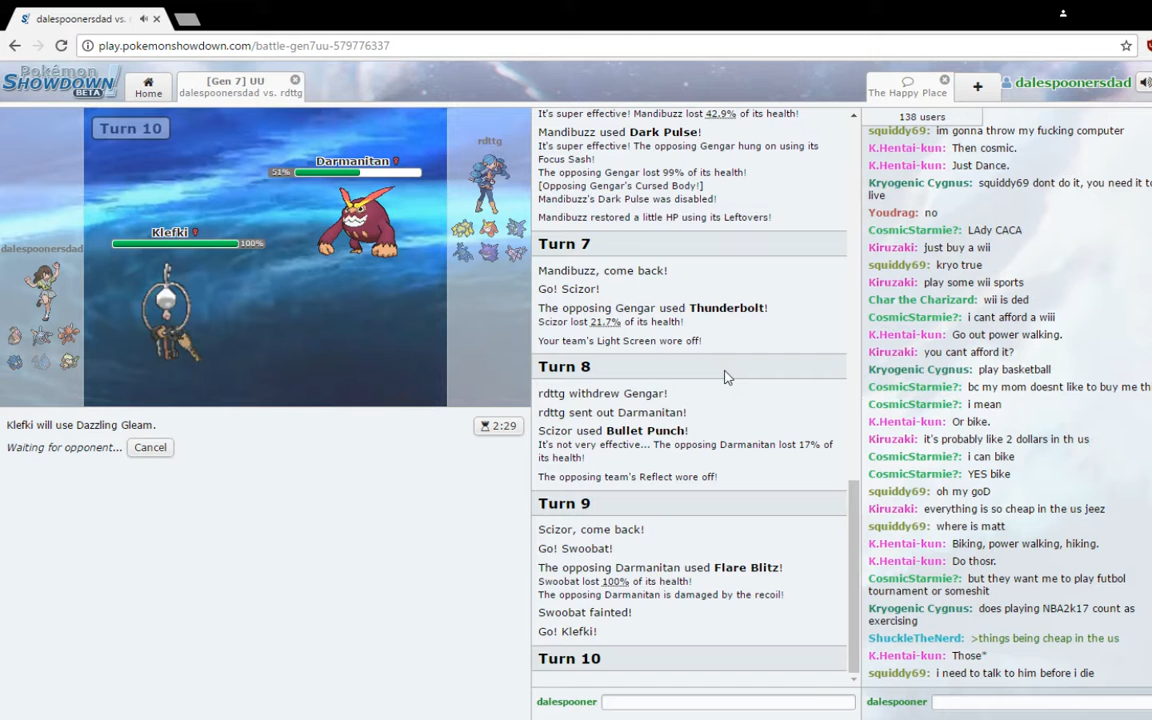 dalespoonersdad vs.
play.pokemonshowdown.com/battle-gen7uu-579776337
Pokémon
SHOWDOWN
BETA
Home
[Gen 7] UU
dalespoonersdad vs. rdttg
The Happy Place
+
dalespoonersdad
Turn 10
Darmanitan
51%
Klefki
100%
rdttg
dalespoonersdad
Klefki will use Dazzling Gleam.
Waiting for opponent...
Cancel
2:29
It's super effective! Mandibuzz lost 42.9% of its health!
Mandibuzz used Dark Pulse!
It's super effective! The opposing Gengar hung on using its
Focus Sash!
The opposing Gengar lost 99% of its health!
[Opposing Gengar's Cursed Body!]
Mandibuzz's Dark Pulse was disabled!
Mandibuzz restored a little HP using its Leftovers!
Turn 7
Mandibuzz, come back!
Go! Scizor!
The opposing Gengar used Thunderbolt!
Scizor lost 21.7% of its health!
Your team's Light Screen wore off!
Turn 8
rdttg withdrew Gengar!
rdttg sent out Darmanitan!
Scizor used Bullet Punch!
It's not very effective... The opposing Darmanitan lost 17% of
its health!
The opposing team's Reflect wore off!
Turn 9
Scizor, come back!
Go! Swoobat!
The opposing Darmanitan used Flare Blitz!
Swoobat lost 100% of its health!
The opposing Darmanitan is damaged by the recoil!
Swoobat fainted!
Go! Klefki!
Turn 10
dalespooner
138 users
squiddy69: im gonna throw my fucking computer
K.Hentai-kun: Then cosmic.
K.Hentai-kun: Just Dance.
Kryogenic Cygnus: squiddy69 dont do it, you need it to
live
Youdrag: no
CosmicStarmie?: LAdy CACA
Kiruzaki: just buy a wii
squiddy69: kryo true
Kiruzaki: play some wii sports
Char the Charizard: wii is ded
CosmicStarmie?: i cant afford a wiii
K.Hentai-kun: Go out power walking.
Kiruzaki: you cant afford it?
Kryogenic Cygnus: play basketball
CosmicStarmie?: bc my mom doesnt like to buy me th
CosmicStarmie?: i mean
K.Hentai-kun: Or bike.
Kiruzaki: it's probably like 2 dollars in th us
CosmicStarmie?: i can bike
CosmicStarmie?: YES bike
squiddy69: oh my goD
Kiruzaki: everything is so cheap in the us jeez
squiddy69: where is matt
K.Hentai-kun: Biking, power walking, hiking.
K.Hentai-kun: Do thosr.
CosmicStarmie?: but they want me to play futbol
tournament or someshit
Kryogenic Cygnus: does playing NBA2k17 count as
exercising
ShuckleTheNerd: >things being cheap in the us
K.Hentai-kun: Those*
squiddy69: i need to talk to him before i die
dalespooner